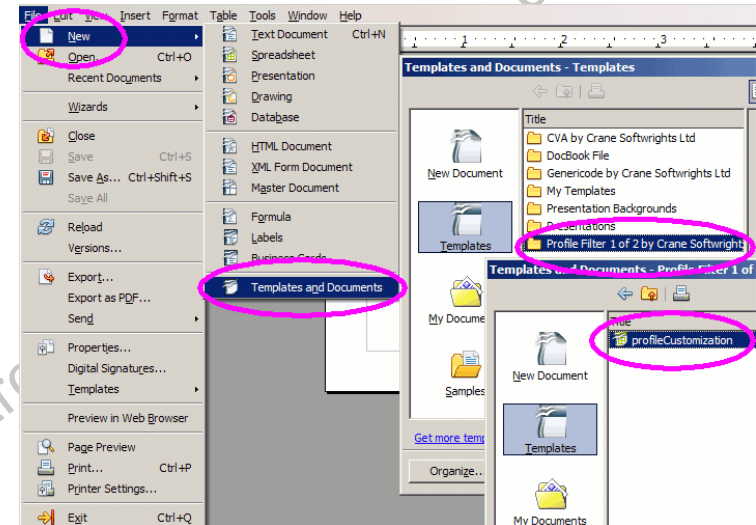 File Edit View Insert Format Table Tools Window Help
New
Open... Ctrl+O
Recent Documents
Wizards
Close
Save Ctrl+S
Save As... Ctrl+Shift+S
Save All
Reload
Versions...
Export...
Export as PDF...
Send
Properties...
Digital Signatures...
Templates
Preview in Web Browser
Page Preview
Print... Ctrl+P
Printer Settings...
Exit Ctrl+Q
Text Document Ctrl+N
Spreadsheet
Presentation
Drawing
Database
HTML Document
XML Form Document
Master Document
Formula
Labels
Business Cards
Templates and Documents
1 2 3
Templates and Documents - Templates
New Document
Templates
My Docume
Samples
Get more temp
Organize..
Title
CVA by Crane Softwrights Ltd
DocBook File
Genericode by Crane Softwrights Ltd
My Templates
Presentation Backgrounds
Presentations
Profile Filter 1 of 2 by Crane Softwright
Templates and Documents - Profile Filter 1 of
New Document
Templates
My Documents
Title
profileCustomization